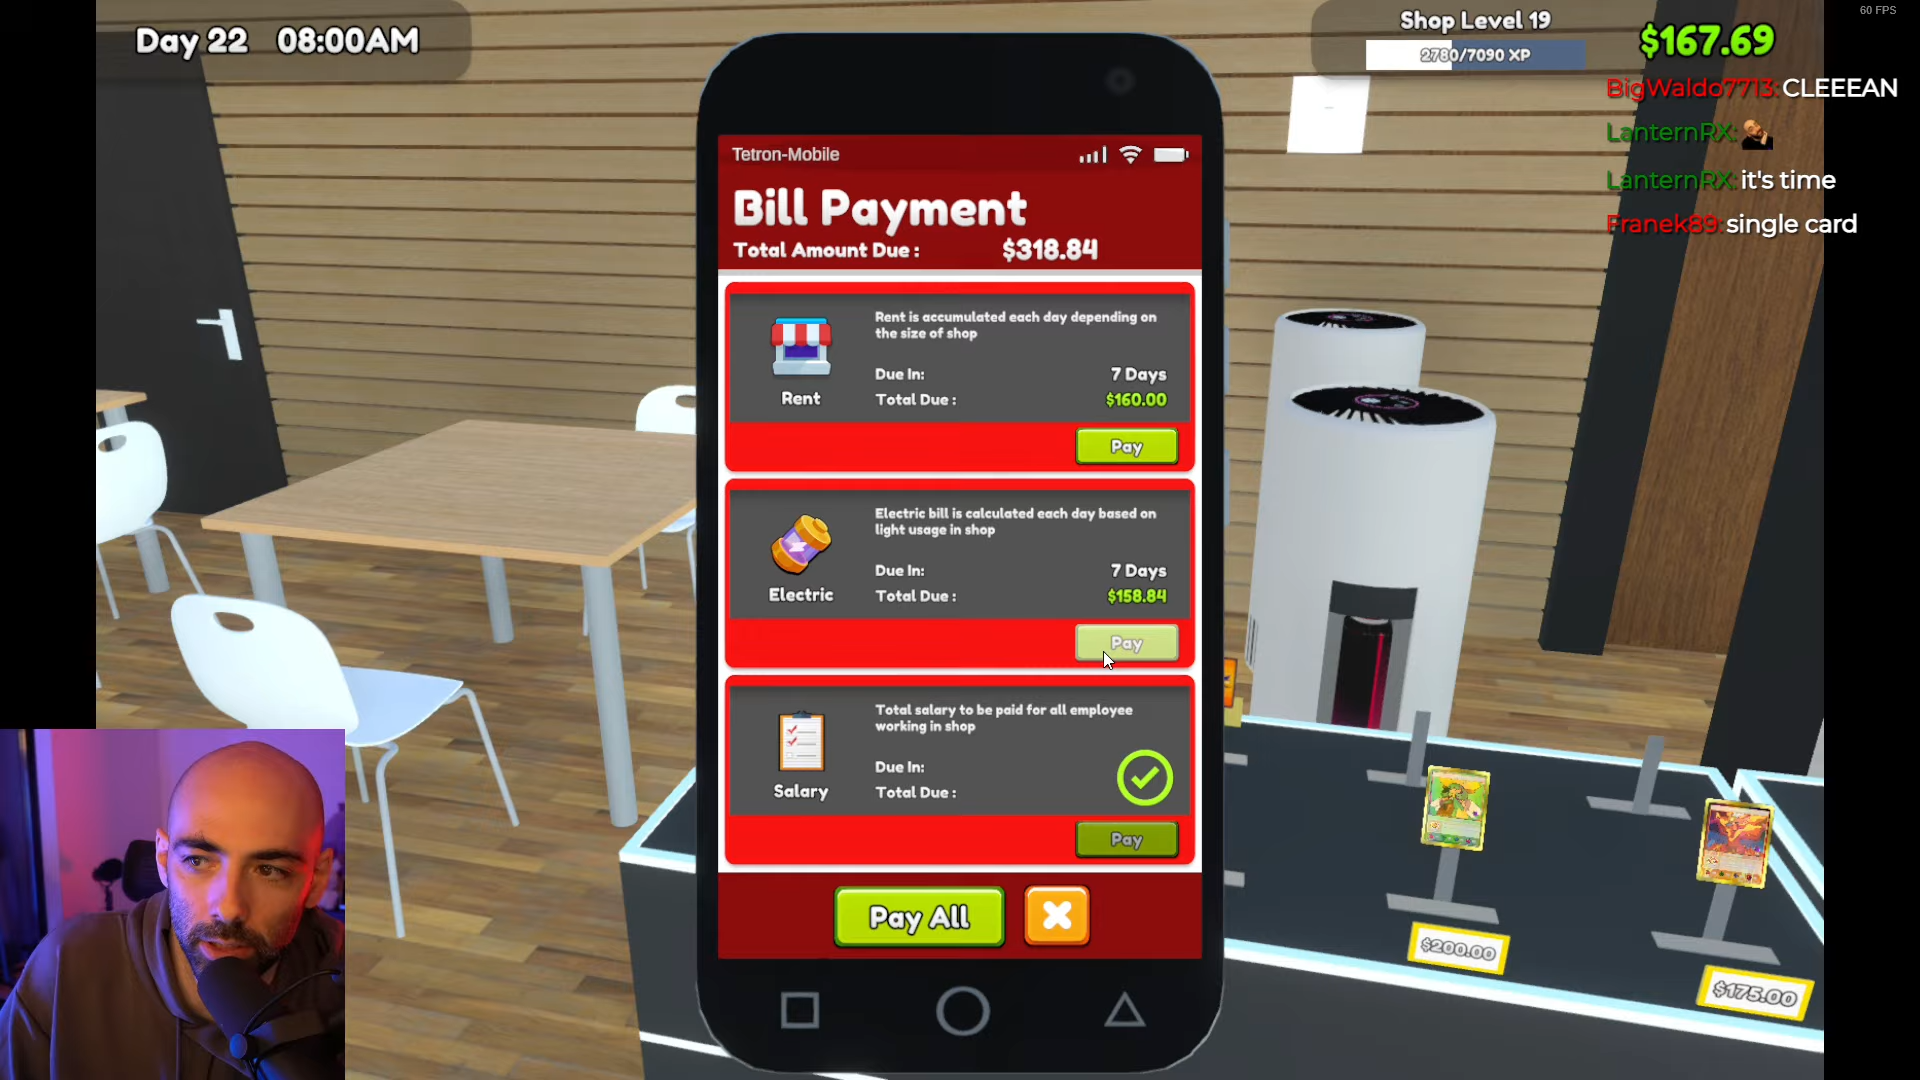 Day 22 08:00AM
Shop Level 19
2780/7090 XP
$167.69
60 FPS
BigWaldo7713: CLEEEAN
LanternRX:
LanternRX: it's time
Franek89: single card
Tetron-Mobile
Bill Payment
Total Amount Due : $318.84
Rent is accumulated each day depending on
the size of shop
Due In: 7 Days
Total Due : $160.00
Rent
Pay
Electric bill is calculated each day based on
light usage in shop
Due In: 7 Days
Total Due : $158.84
Electric
Pay
Total salary to be paid for all employee
working in shop
Due In:
Total Due :
Salary
Pay
Pay All
$200.00
$175.00